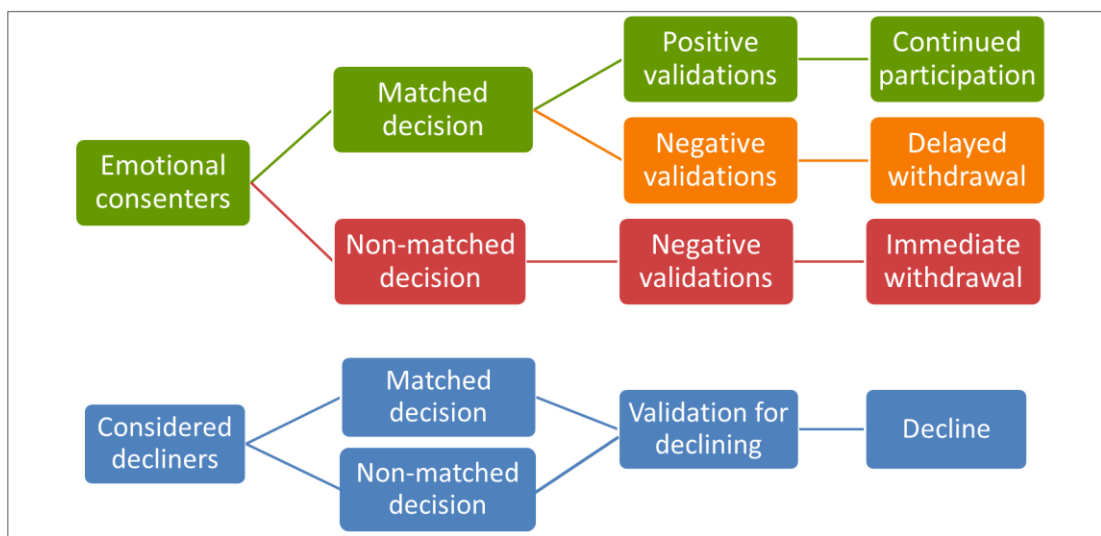 Positive
validations
Continued
participation
Matched
decision
Emotional
consenters
Negative
validations
Delayed
withdrawal
Non-matched
decision
Negative
validations
Immediate
withdrawal
Matched
decision
Considered
decliners
Validation for
declining
Decline
Non-matched
decision